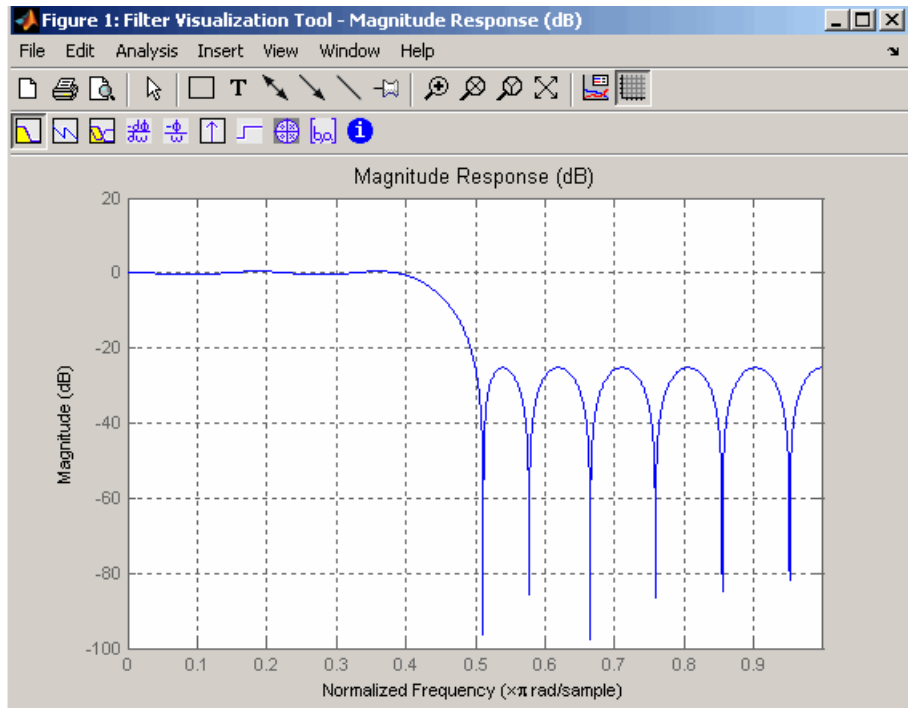 Figure 1: Filter Visualization Tool - Magnitude Response (dB)
File Edit Analysis Insert View Window Help
T
[b,a] i
Magnitude Response (dB)
20
0
-20
-40
-60
-80
-100
Magnitude (dB)
0 0.1 0.2 0.3 0.4 0.5 0.6 0.7 0.8 0.9
Normalized Frequency (×π rad/sample)